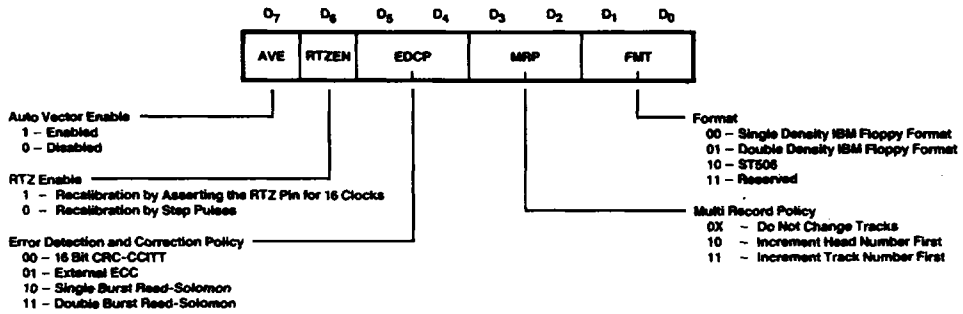 D7 D6 D5 D4 D3 D2 D1 D0
AVE RTZEN EDCP MRP FMT
Auto Vector Enable
1 – Enabled
0 – Disabled
RTZ Enable
1 – Recalibration by Asserting the RTZ Pin for 16 Clocks
0 – Recalibration by Step Pulses
Error Detection and Correction Policy
00 – 16 Bit CRC-CCITT
01 – External ECC
10 – Single Burst Reed-Solomon
11 – Double Burst Reed-Solomon
Format
00 – Single Density IBM Floppy Format
01 – Double Density IBM Floppy Format
10 – ST506
11 – Reserved
Multi Record Policy
0X – Do Not Change Tracks
10 – Increment Head Number First
11 – Increment Track Number First